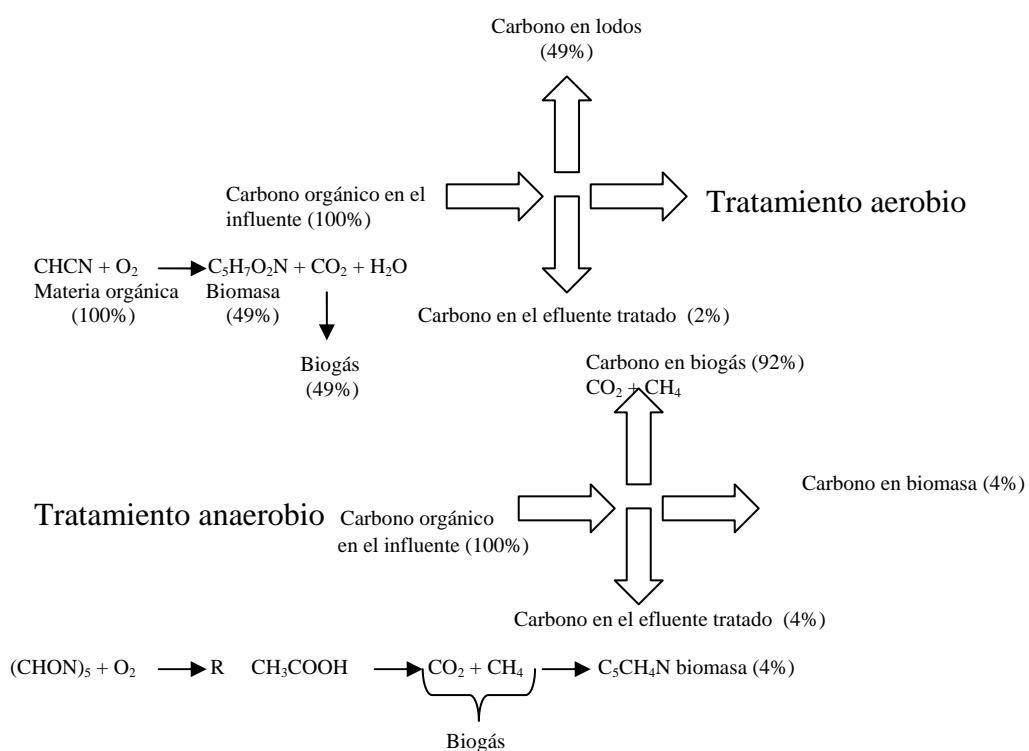 Carbono en lodos
(49%)
Carbono orgánico en el
influente (100%)
Tratamiento aerobio
CHCN + O₂ C₅H₇O₂N + CO₂ + H₂O
Materia orgánica Biomasa
(100%) (49%)
Carbono en el efluente tratado (2%)
Biogás
(49%)
Carbono en biogás (92%)
CO₂ + CH₄
Carbono en biomasa (4%)
Tratamiento anaerobio
Carbono orgánico
en el influente (100%)
Carbono en el efluente tratado (4%)
(CHON)₅ + O₂ R CH₃COOH CO₂ + CH₄ C₅CH₄N biomasa (4%)
Biogás